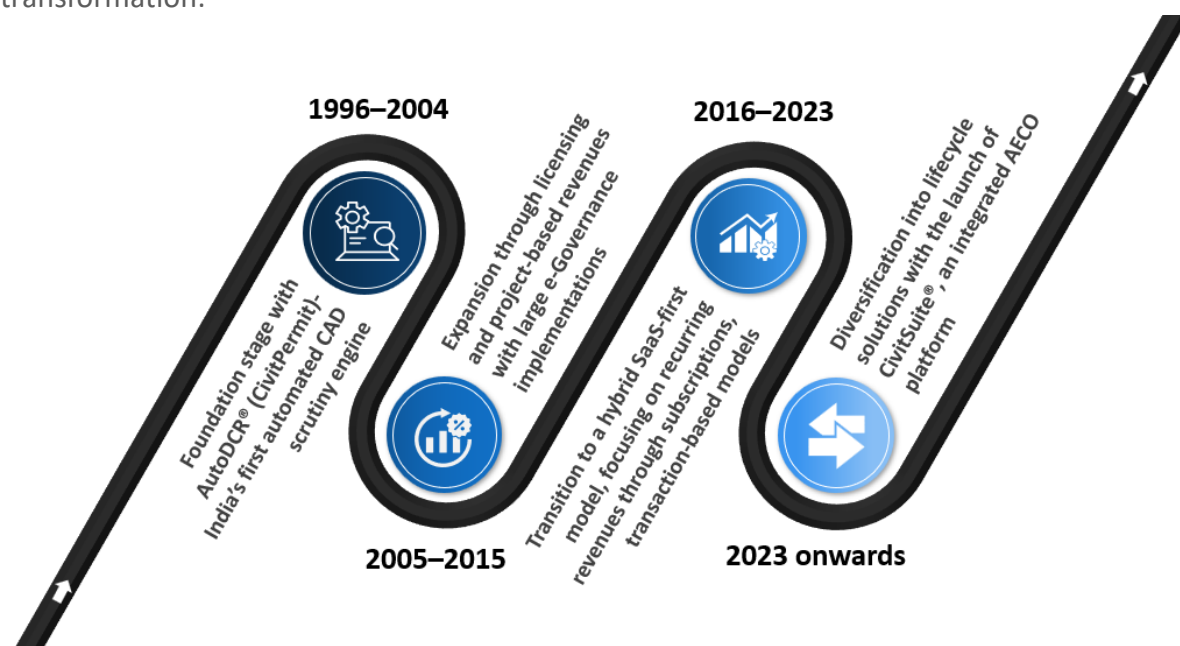 transformation.
1996–2004
Foundation stage with
AutoDCR® (CivitPermit)-
India's first automated CAD
scrutiny engine
2005–2015
Expansion through licensing
and project-based revenues
with large e-Governance
implementations
2016–2023
Transition to a hybrid SaaS-first
model, focusing on recurring
revenues through subscriptions,
transaction-based models
2023 onwards
Diversification into lifecycle
solutions with the launch of
CivitSuite®, an integrated AECO
platform